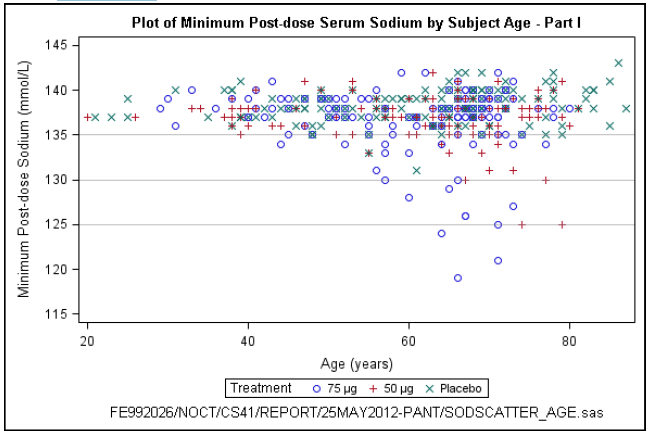 Plot of Minimum Post-dose Serum Sodium by Subject Age - Part I
Minimum Post-dose Sodium (mmol/L)
145
140
135
130
125
120
115
20 40 60 80
Age (years)
Treatment 75 µg 50 µg Placebo
FE992026/NOCT/CS41/REPORT/25MAY2012-PANT/SODSCATTER_AGE.sas